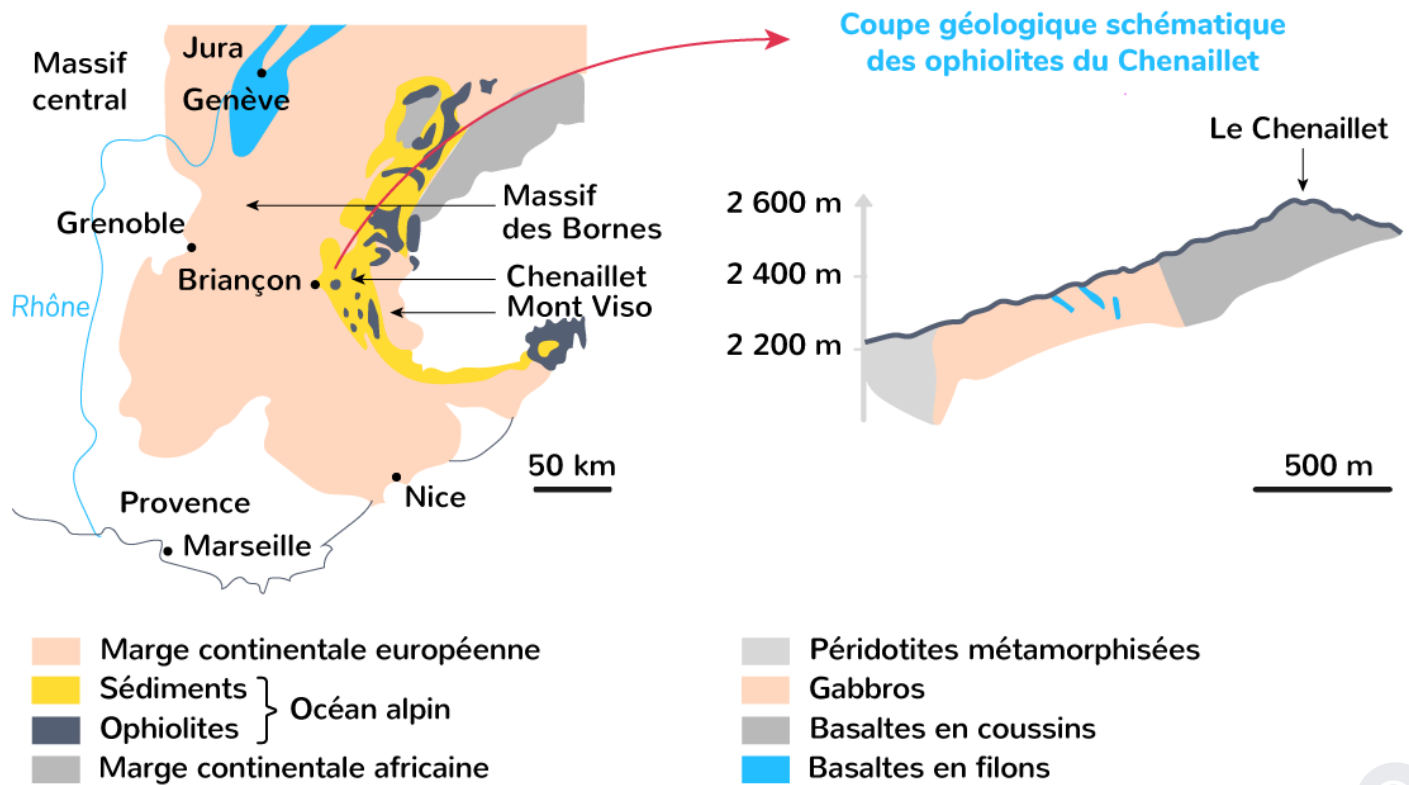 Coupe géologique schématique
des ophiolites du Chenaillet
Jura
Massif
central
Genève
Grenoble
Massif
des Bornes
Briançon
Chenaillet
Mont Viso
Rhône
50 km
Nice
Provence
Marseille
Le Chenaillet
2 600 m
2 400 m
2 200 m
500 m
Marge continentale européenne
Sédiments
Ophiolites
Océan alpin
Marge continentale africaine
Péridotites métamorphisées
Gabbros
Basaltes en coussins
Basaltes en filons